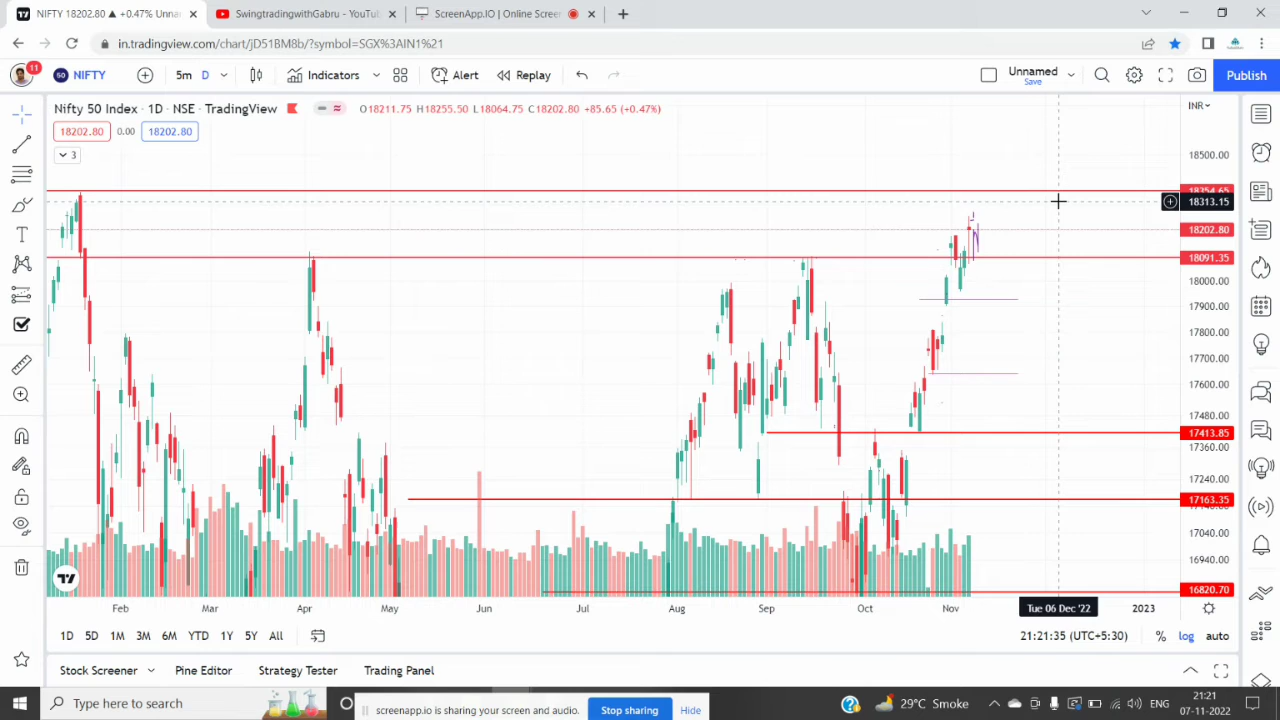 NIFTY 18202.80 ▲ +0.47% Unna
SwingtradingwithGabru - YouTu
ScreenApp.IO | Online Scree
in.tradingview.com/chart/jD51BM8b/?symbol=SGX%3AIN1%21
11
50 NIFTY
5m
D
Indicators
Alert
Replay
Unnamed
Save
Publish
Nifty 50 Index · 1D · NSE · TradingView
O18211.75 H18255.50 L18064.75 C18202.80 +85.65 (+0.47%)
INR
18202.80
0.00
18202.80
3
18500.00
18354.65
18313.15
18202.80
18091.35
18000.00
17900.00
17800.00
17700.00
17600.00
17480.00
17413.85
17360.00
17240.00
17163.35
17040.00
16940.00
16820.70
Feb
Mar
Apr
May
Jun
Jul
Aug
Sep
Oct
Nov
Tue 06 Dec '22
2023
1D
5D
1M
3M
6M
YTD
1Y
5Y
All
21:21:35 (UTC+5:30)
%
log
auto
Stock Screener
Pine Editor
Strategy Tester
Trading Panel
Type here to search
screenapp.io is sharing your screen and audio.
Stop sharing
Hide
29°C Smoke
ENG
21:21
07-11-2022